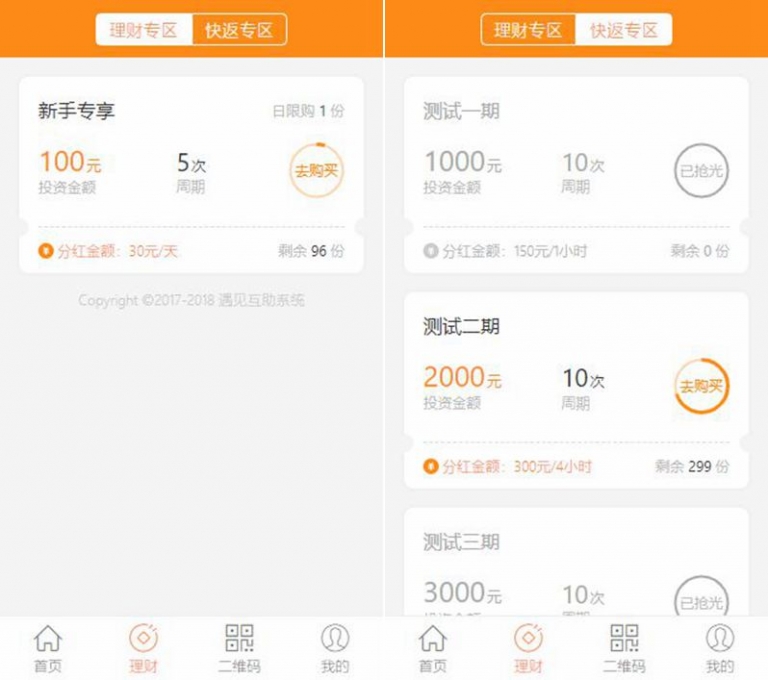 理财专区 快返专区
新手专享 日限购 1 份
100元 5次 去购买
投资金额 周期
¥ 分红金额：30元/天 剩余 96 份
Copyright ©2017-2018 遇见互助系统
首页 理财 二维码 我的
理财专区 快返专区
测试一期
1000元 10次 已抢光
投资金额 周期
¥ 分红金额：150元/1小时 剩余 0 份
测试二期
2000元 10次 去购买
投资金额 周期
¥ 分红金额：300元/4小时 剩余 299 份
测试三期
3000元 10次 已抢光
首页 理财 二维码 我的